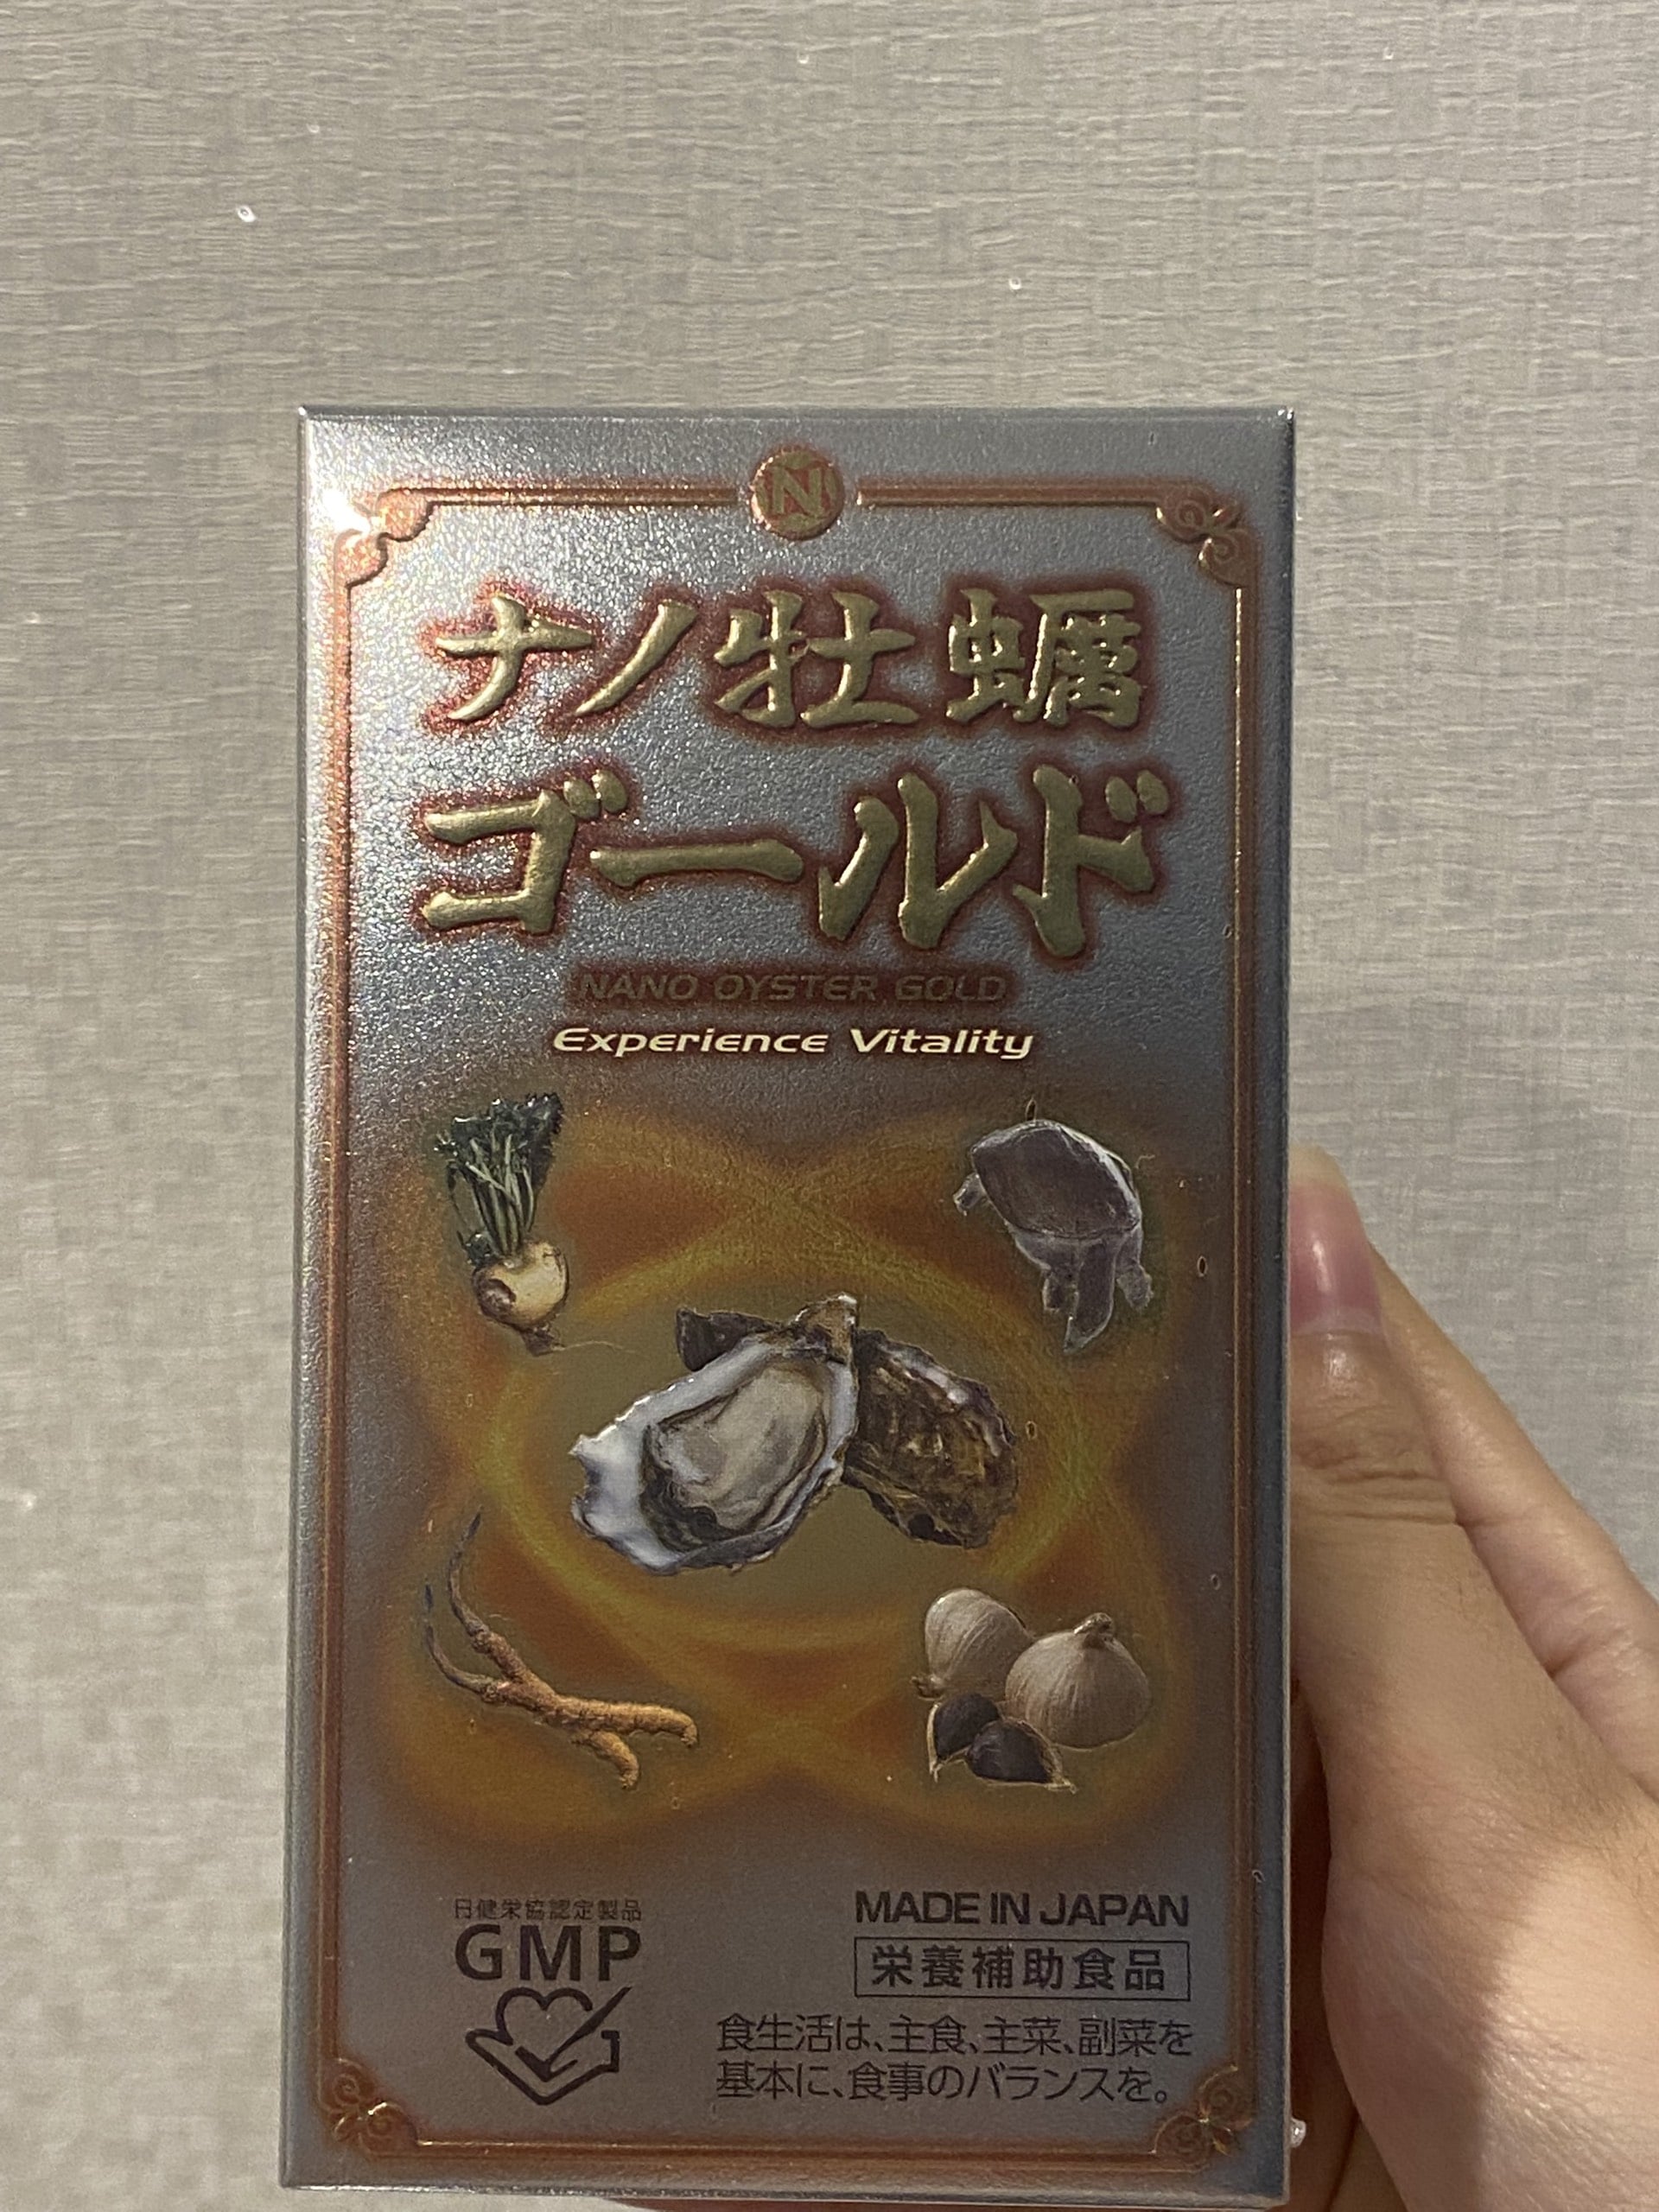 N
ナノ牡蠣
ゴールド
NANO OYSTER GOLD
Experience Vitality
日健栄協認定製品
GMP
MADE IN JAPAN
栄養補助食品
食生活は、主食、主菜、副菜を
基本に、食事のバランスを。